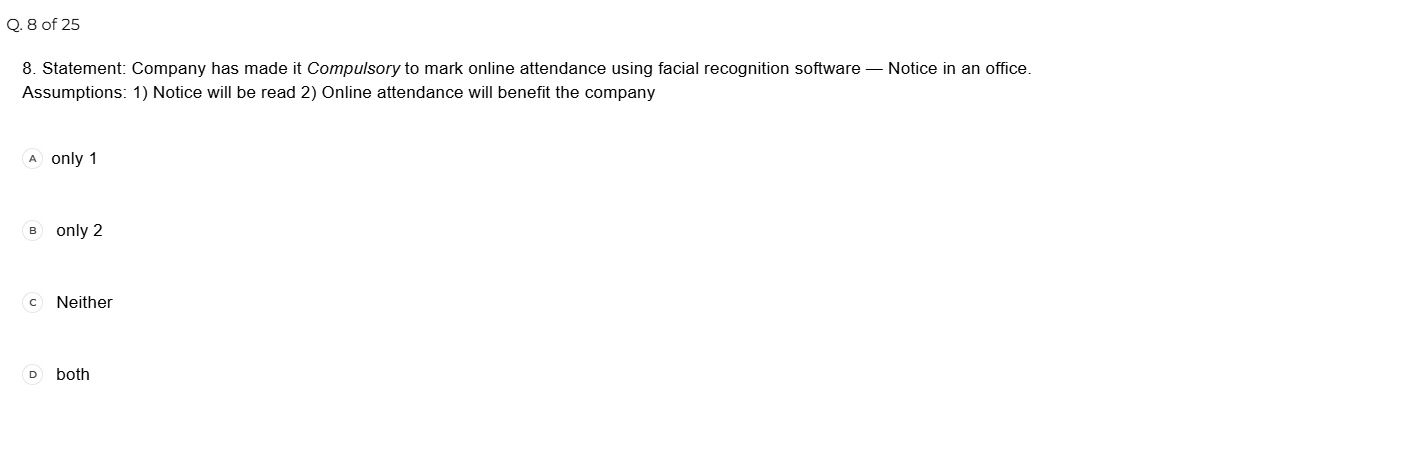 Q. 8 of 25
8. Statement: Company has made it Compulsory to mark online attendance using facial recognition software — Notice in an office.
Assumptions: 1) Notice will be read 2) Online attendance will benefit the company
A only 1
B only 2
C Neither
D both